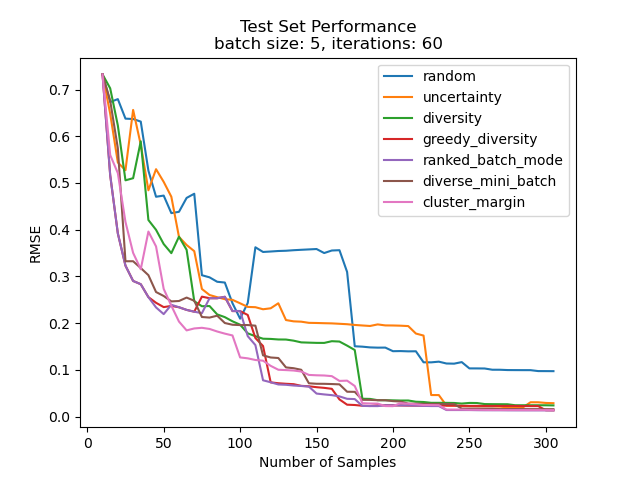 Test Set Performance
batch size: 5, iterations: 60
random
uncertainty
diversity
greedy_diversity
ranked_batch_mode
diverse_mini_batch
cluster_margin
RMSE
0.7
0.6
0.5
0.4
0.3
0.2
0.1
0.0
0
50
100
150
200
250
300
Number of Samples